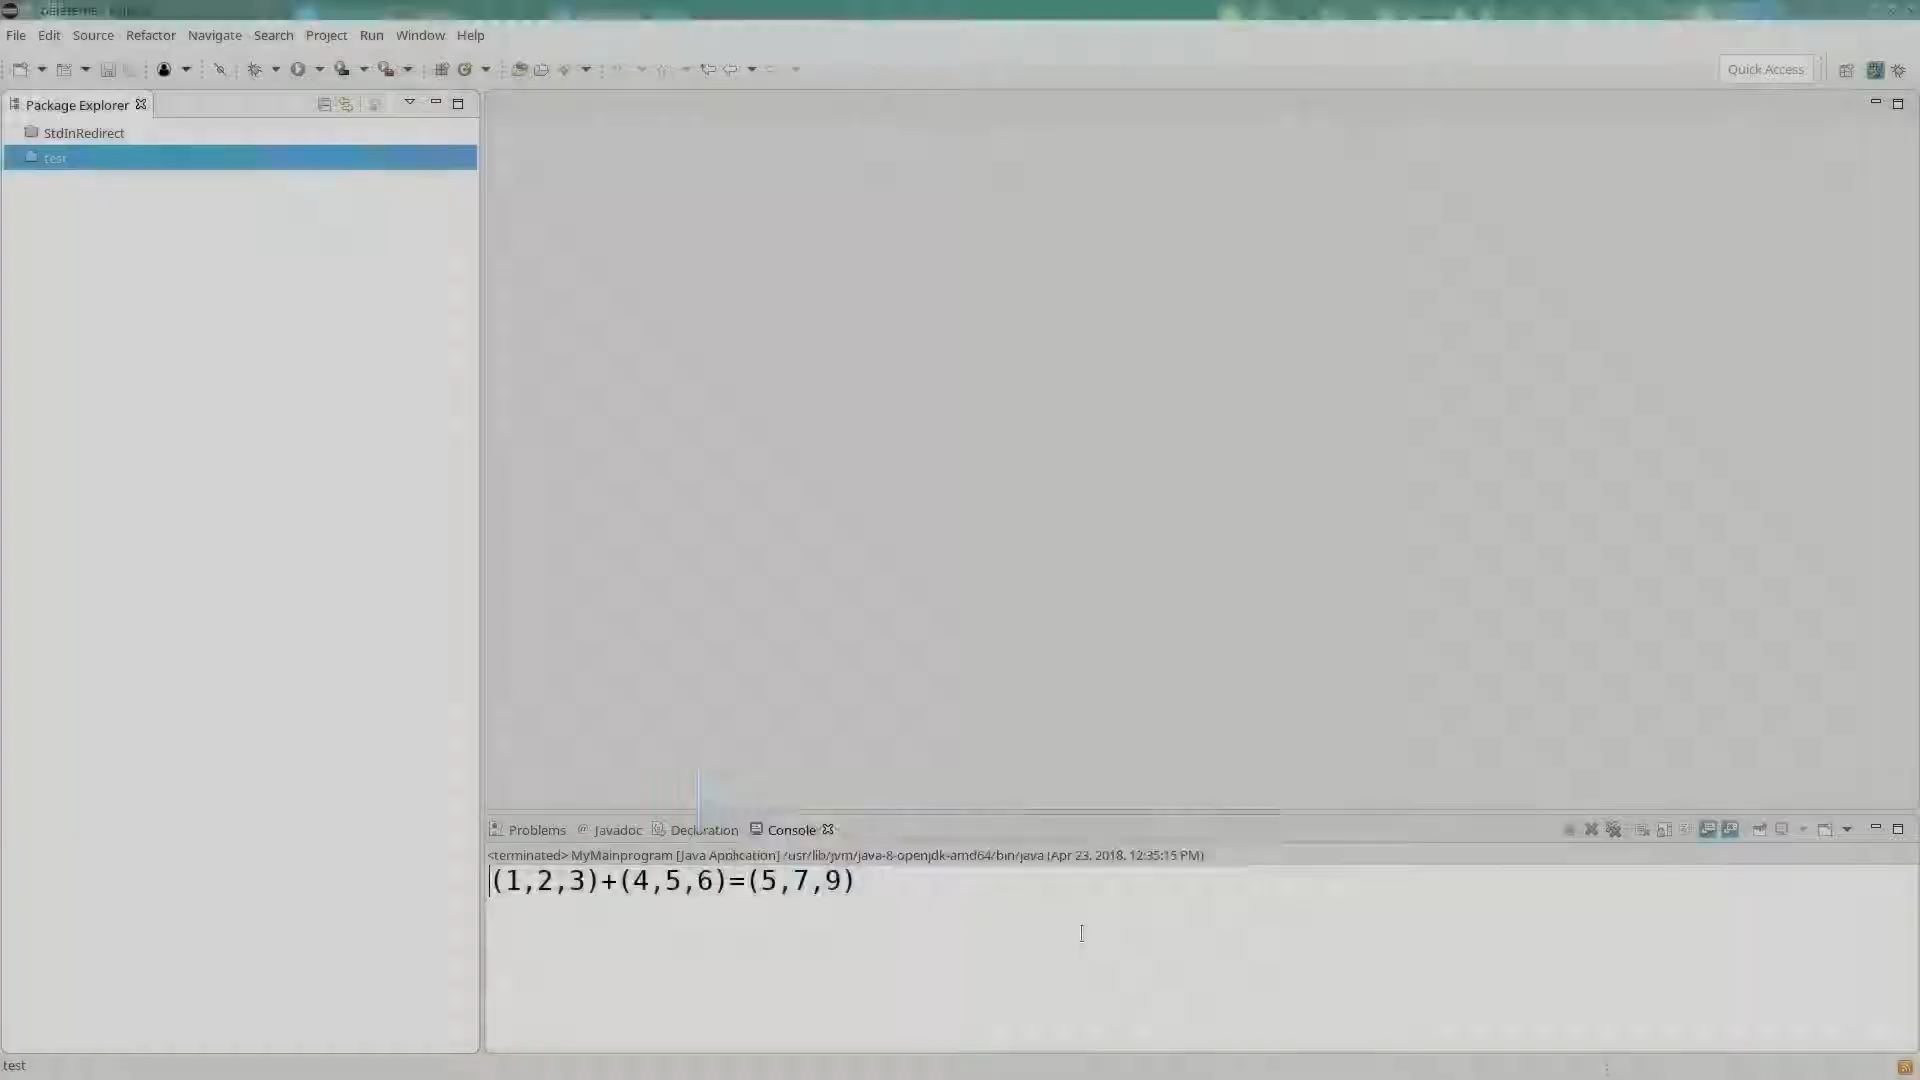 File Edit Source Refactor Navigate Search Project Run Window Help
Quick Access
Package Explorer
StdInRedirect
test
Problems @ Javadoc Declaration Console
<terminated> MyMainprogram [Java Application] /usr/lib/jvm/java-8-openjdk-amd64/bin/java (Apr 23, 2018, 12:35:15 PM)
(1,2,3)+(4,5,6)=(5,7,9)
test